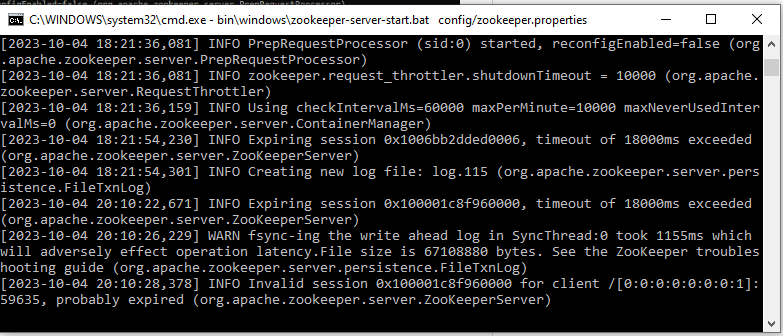 C:\WINDOWS\system32\cmd.exe - bin\windows\zookeeper-server-start.bat config/zookeeper.properties
[2023-10-04 18:21:36,081] INFO PrepRequestProcessor (sid:0) started, reconfigEnabled=false (org
.apache.zookeeper.server.PrepRequestProcessor)
[2023-10-04 18:21:36,081] INFO zookeeper.request_throttler.shutdownTimeout = 10000 (org.apache.
zookeeper.server.RequestThrottler)
[2023-10-04 18:21:36,159] INFO Using checkIntervalMs=60000 maxPerMinute=10000 maxNeverUsedInter
valMs=0 (org.apache.zookeeper.server.ContainerManager)
[2023-10-04 18:21:54,230] INFO Expiring session 0x1006bb2dded0006, timeout of 18000ms exceeded
(org.apache.zookeeper.server.ZooKeeperServer)
[2023-10-04 18:21:54,301] INFO Creating new log file: log.115 (org.apache.zookeeper.server.pers
istence.FileTxnLog)
[2023-10-04 20:10:22,671] INFO Expiring session 0x100001c8f960000, timeout of 18000ms exceeded
(org.apache.zookeeper.server.ZooKeeperServer)
[2023-10-04 20:10:26,229] WARN fsync-ing the write ahead log in SyncThread:0 took 1155ms which
will adversely effect operation latency.File size is 67108880 bytes. See the ZooKeeper troubles
hooting guide (org.apache.zookeeper.server.persistence.FileTxnLog)
[2023-10-04 20:10:28,378] INFO Invalid session 0x100001c8f960000 for client /[0:0:0:0:0:0:0:1]:
59635, probably expired (org.apache.zookeeper.server.ZooKeeperServer)